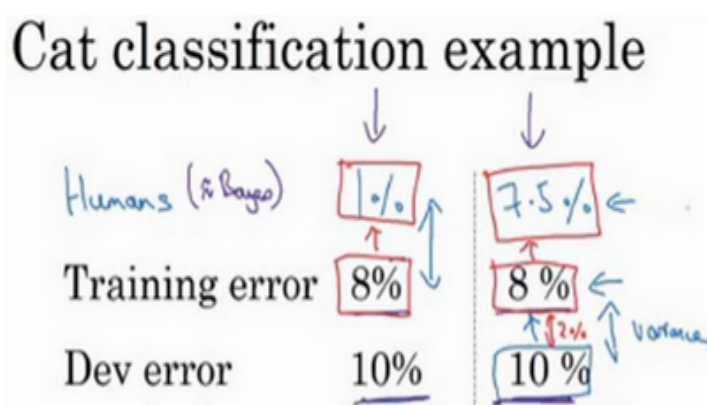 Cat classification example
Humans (≈ Bayes) 1% 7.5%
Training error 8% 8 %
2% variance
Dev error 10% 10 %